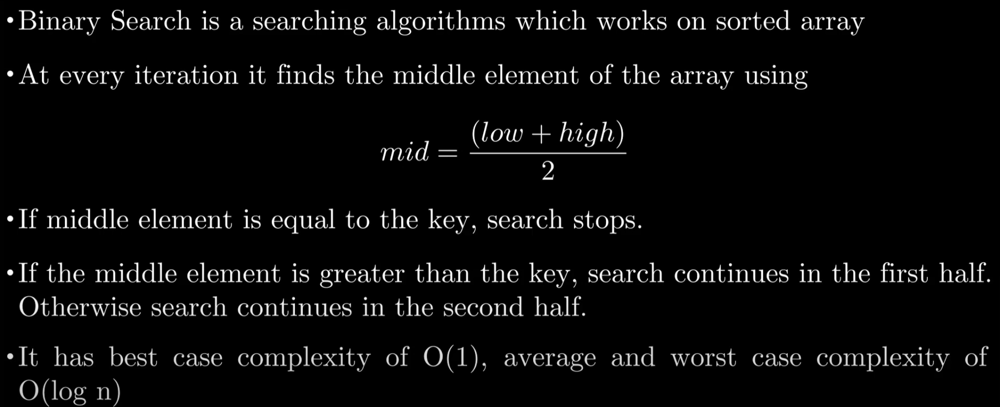 •Binary Search is a searching algorithms which works on sorted array
•At every iteration it finds the middle element of the array using
mid = (low + high) / 2
•If middle element is equal to the key, search stops.
•If the middle element is greater than the key, search continues in the first half.
Otherwise search continues in the second half.
•It has best case complexity of O(1), average and worst case complexity of
O(log n)